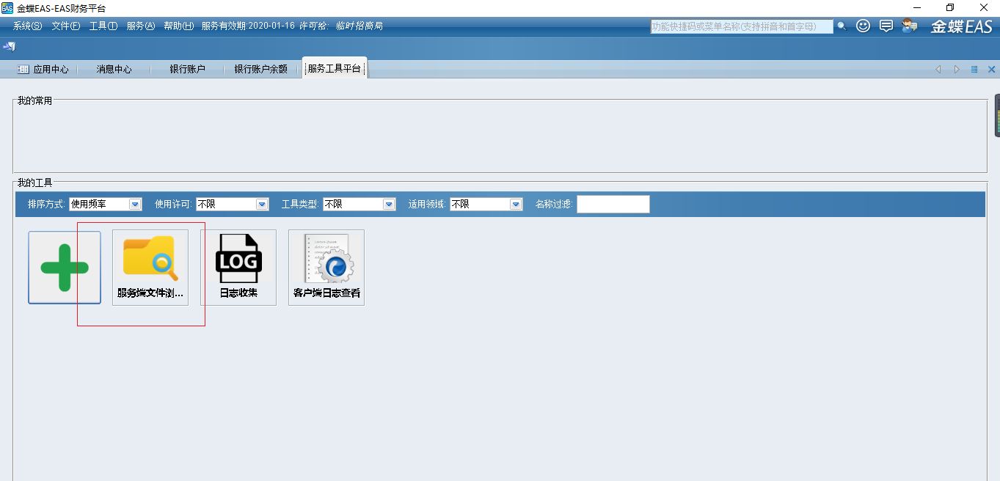 EAS 金蝶EAS-EAS财务平台
系统(S) 文件(F) 工具(T) 服务(A) 帮助(H) 服务有效期:2020-01-16 许可给: 临时招商局
功能快捷码或菜单名称(支持拼音和首字母) 金蝶EAS
应用中心 消息中心 银行账户 银行账户余额 服务工具平台
我的常用
我的工具
排序方式: 使用频率 使用许可: 不限 工具类型: 不限 适用领域: 不限 名称过滤:
LOG
服务端文件浏... 日志收集 客户端日志查看